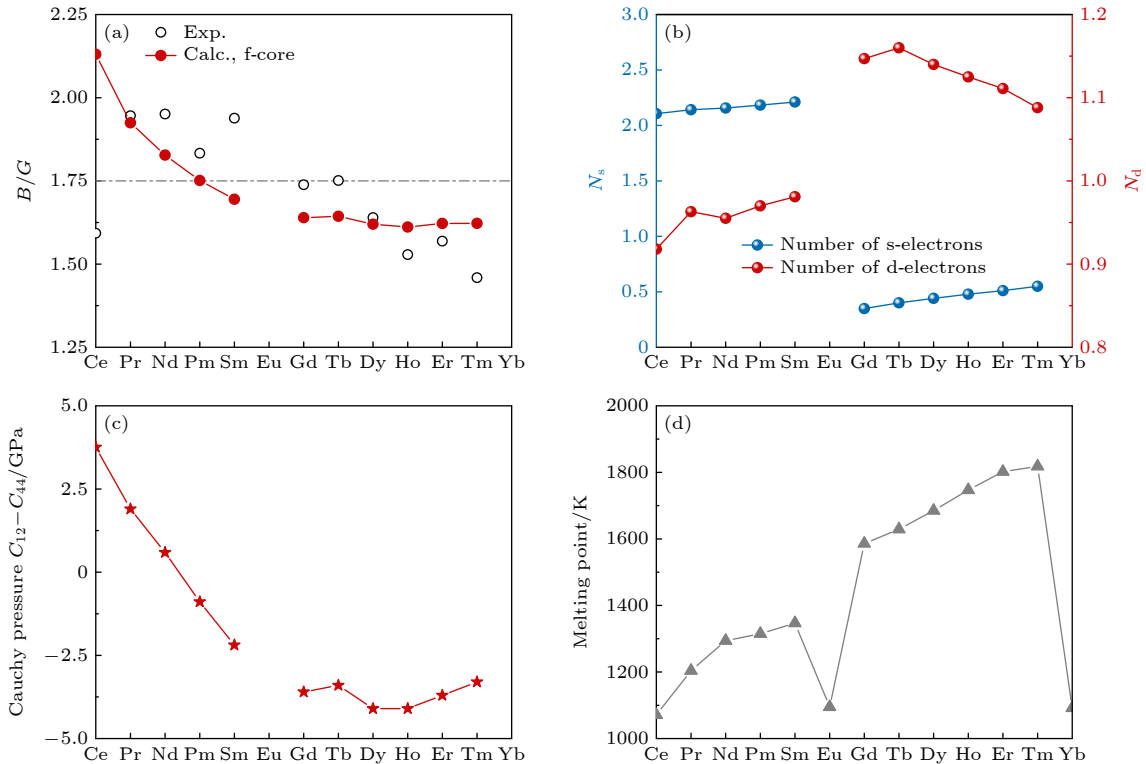 (a)
Exp.
Calc., f-core
B/G
2.25
2.00
1.75
1.50
1.25
Ce Pr Nd Pm Sm Eu Gd Tb Dy Ho Er Tm Yb
(b)
Number of s-electrons
Number of d-electrons
Nₛ
3.0
2.5
2.0
1.5
1.0
0.5
0
N_d
1.2
1.1
1.0
0.9
0.8
Ce Pr Nd Pm Sm Eu Gd Tb Dy Ho Er Tm Yb
(c)
Cauchy pressure C₁₂−C₄₄/GPa
5.0
2.5
0
−2.5
−5.0
Ce Pr Nd Pm Sm Eu Gd Tb Dy Ho Er Tm Yb
(d)
Melting point/K
2000
1800
1600
1400
1200
1000
Ce Pr Nd Pm Sm Eu Gd Tb Dy Ho Er Tm Yb